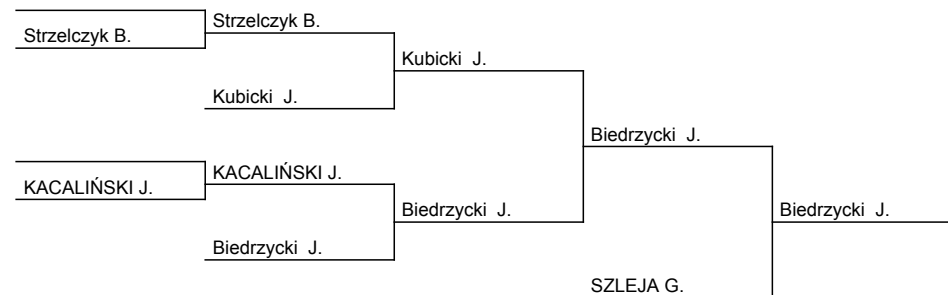 Strzelczyk B.
Strzelczyk B.
Kubicki J.
Kubicki J.
Biedrzycki J.
KACALIŃSKI J.
KACALIŃSKI J.
Biedrzycki J.
Biedrzycki J.
Biedrzycki J.
SZLEJA G.